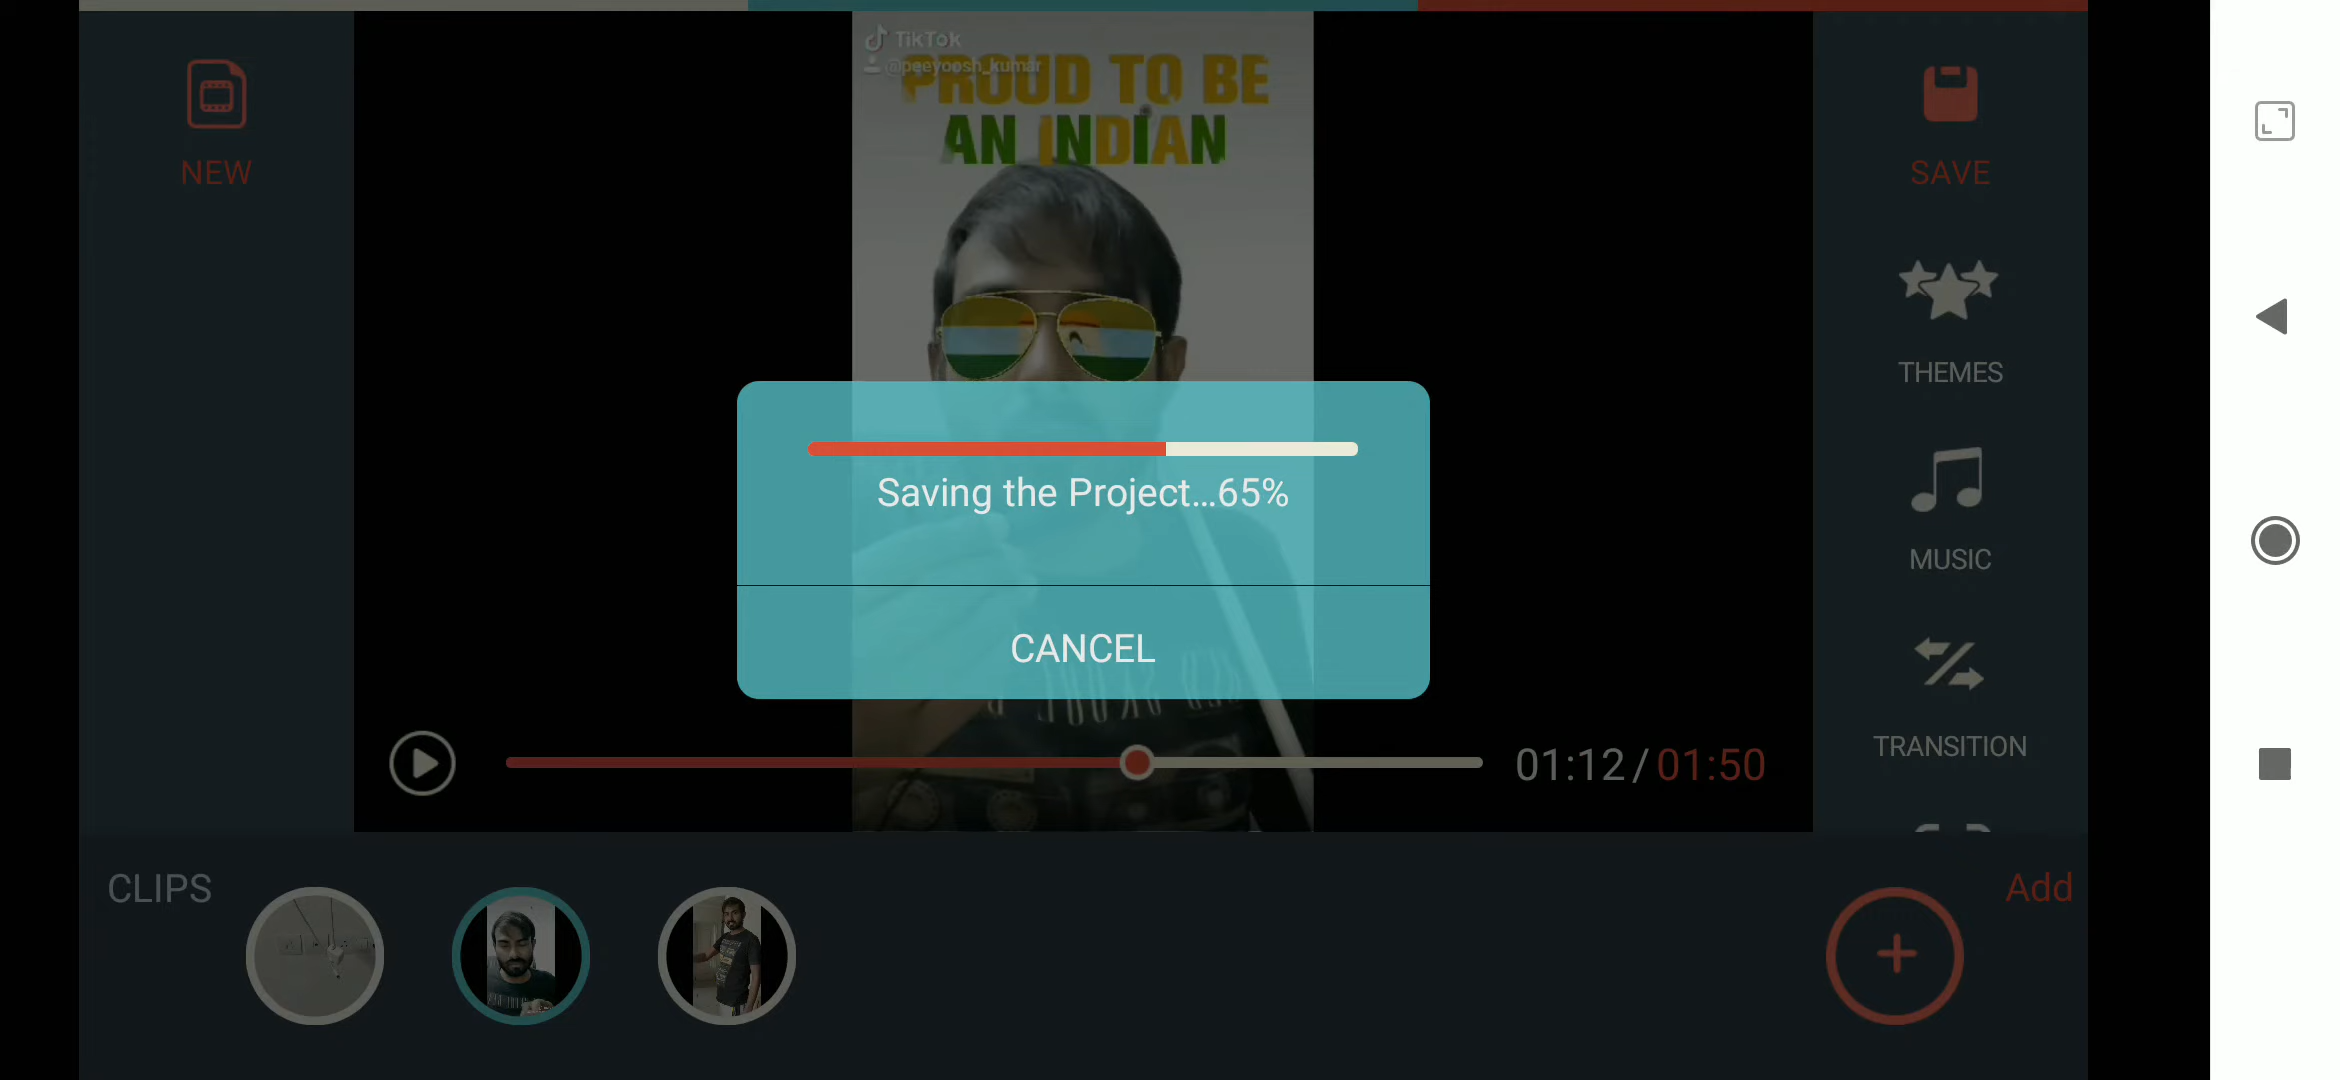 TikTok
@peeyoosh_kumar
PROUD TO BE
AN INDIAN
NEW
SAVE
THEMES
MUSIC
TRANSITION
Saving the Project...65%
CANCEL
01:12/01:50
CLIPS
Add